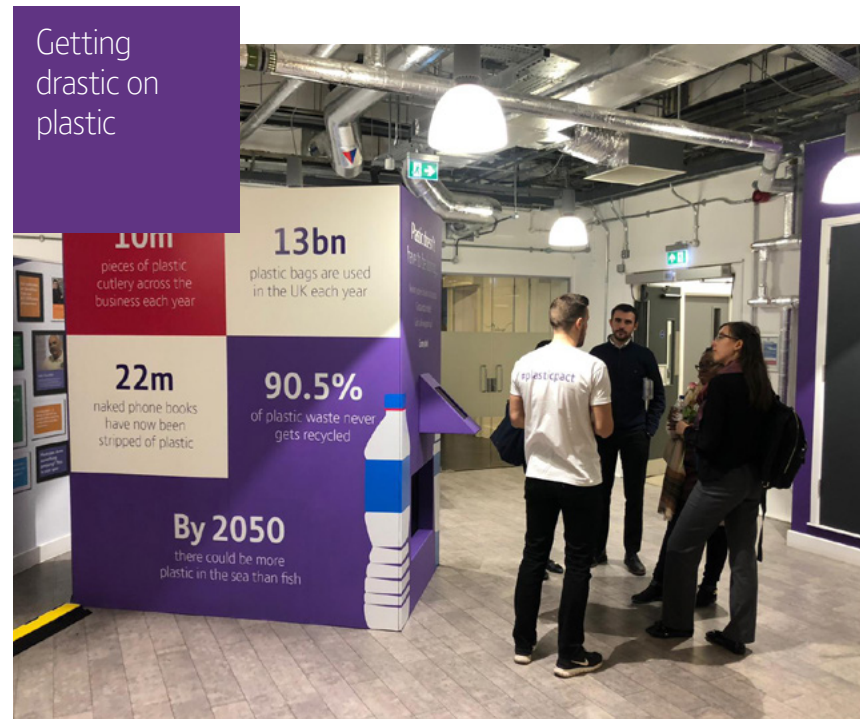 Getting
drastic on
plastic
10m
pieces of plastic
cutlery across the
business each year
13bn
plastic bags are used
in the UK each year
22m
naked phone books
have now been
stripped of plastic
90.5%
of plastic waste never
gets recycled
By 2050
there could be more
plastic in the sea than fish
Plastic doesn't
#plasticpact